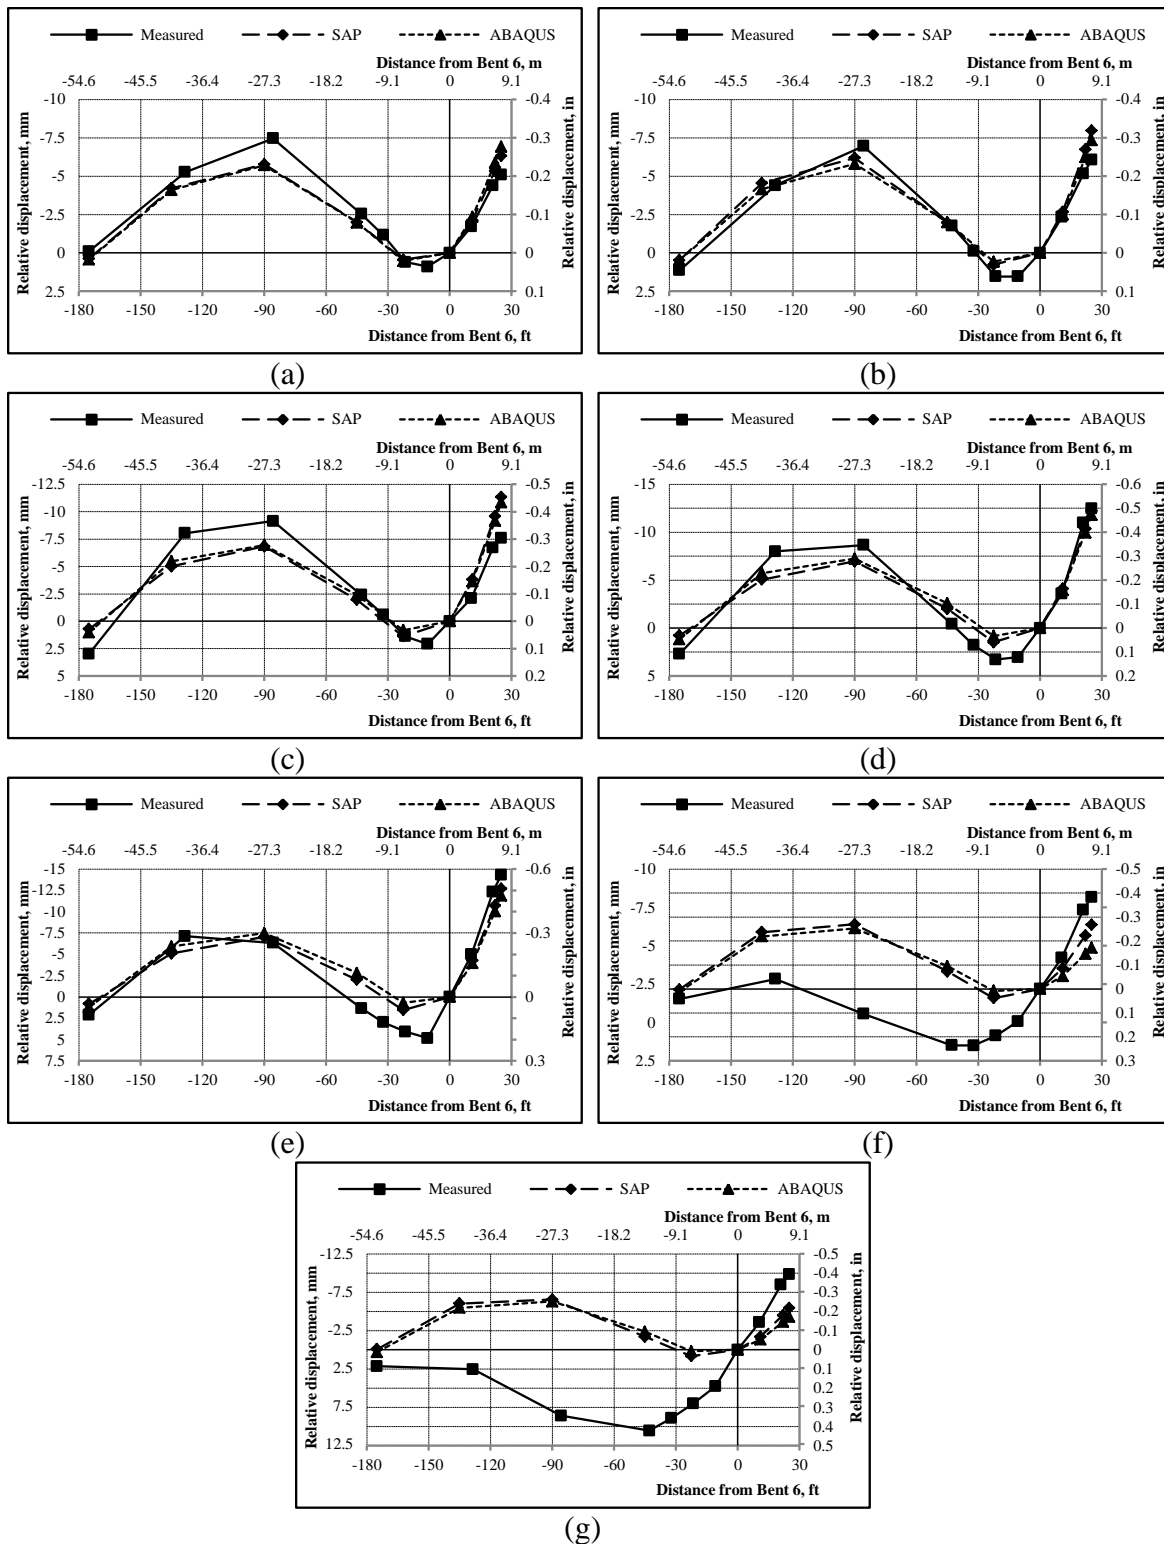 Measured SAP ABAQUS
Distance from Bent 6, m
-54.6 -45.5 -36.4 -27.3 -18.2 -9.1 0 9.1
Relative displacement, mm
-10 -7.5 -5 -2.5 0 2.5
-0.4 -0.3 -0.2 -0.1 0 0.1
Relative displacement, in
-180 -150 -120 -90 -60 -30 0 30
Distance from Bent 6, ft
(a)
Measured SAP ABAQUS
Distance from Bent 6, m
-54.6 -45.5 -36.4 -27.3 -18.2 -9.1 0 9.1
Relative displacement, mm
-10 -7.5 -5 -2.5 0 2.5
-0.4 -0.3 -0.2 -0.1 0 0.1
Relative displacement, in
-180 -150 -120 -90 -60 -30 0 30
Distance from Bent 6, ft
(b)
Measured SAP ABAQUS
Distance from Bent 6, m
-54.6 -45.5 -36.4 -27.3 -18.2 -9.1 0 9.1
Relative displacement, mm
-12.5 -7.5 -5 -2.5 0 2.5 5
-0.5 -0.4 -0.3 -0.2 -0.1 0 0.1 0.2
Relative displacement, in
-180 -150 -120 -90 -60 -30 0 30
Distance from Bent 6, ft
(c)
Measured SAP ABAQUS
Distance from Bent 6, m
-54.6 -45.5 -36.4 -27.3 -18.2 -9.1 0 9.1
Relative displacement, mm
-15 -10 -5 0 5
-0.6 -0.5 -0.4 -0.3 -0.2 -0.1 0 0.1 0.2
Relative displacement, in
-180 -150 -120 -90 -60 -30 0 30
Distance from Bent 6, ft
(d)
Measured SAP ABAQUS
Distance from Bent 6, m
-54.6 -45.5 -36.4 -27.3 -18.2 -9.1 0 9.1
Relative displacement, mm
-15 -12.5 -10 -7.5 -5 -2.5 0 2.5 5 7.5
-0.6 -0.3 0 0.3
Relative displacement, in
-180 -150 -120 -90 -60 -30 0 30
Distance from Bent 6, ft
(e)
Measured SAP ABAQUS
Distance from Bent 6, m
-54.6 -45.5 -36.4 -27.3 -18.2 -9.1 0 9.1
Relative displacement, mm
-10 -7.5 -5 -2.5 0 2.5
-0.5 -0.4 -0.3 -0.2 -0.1 0 0.1 0.2 0.3
Relative displacement, in
-180 -150 -120 -90 -60 -30 0 30
Distance from Bent 6, ft
(f)
Measured SAP ABAQUS
Distance from Bent 6, m
-54.6 -45.5 -36.4 -27.3 -18.2 -9.1 0 9.1
Relative displacement, mm
-12.5 -7.5 -2.5 2.5 7.5 12.5
-0.5 -0.4 -0.3 -0.2 -0.1 0 0.1 0.2 0.3 0.4 0.5
Relative displacement, in
-180 -150 -120 -90 -60 -30 0 30
Distance from Bent 6, ft
(g)